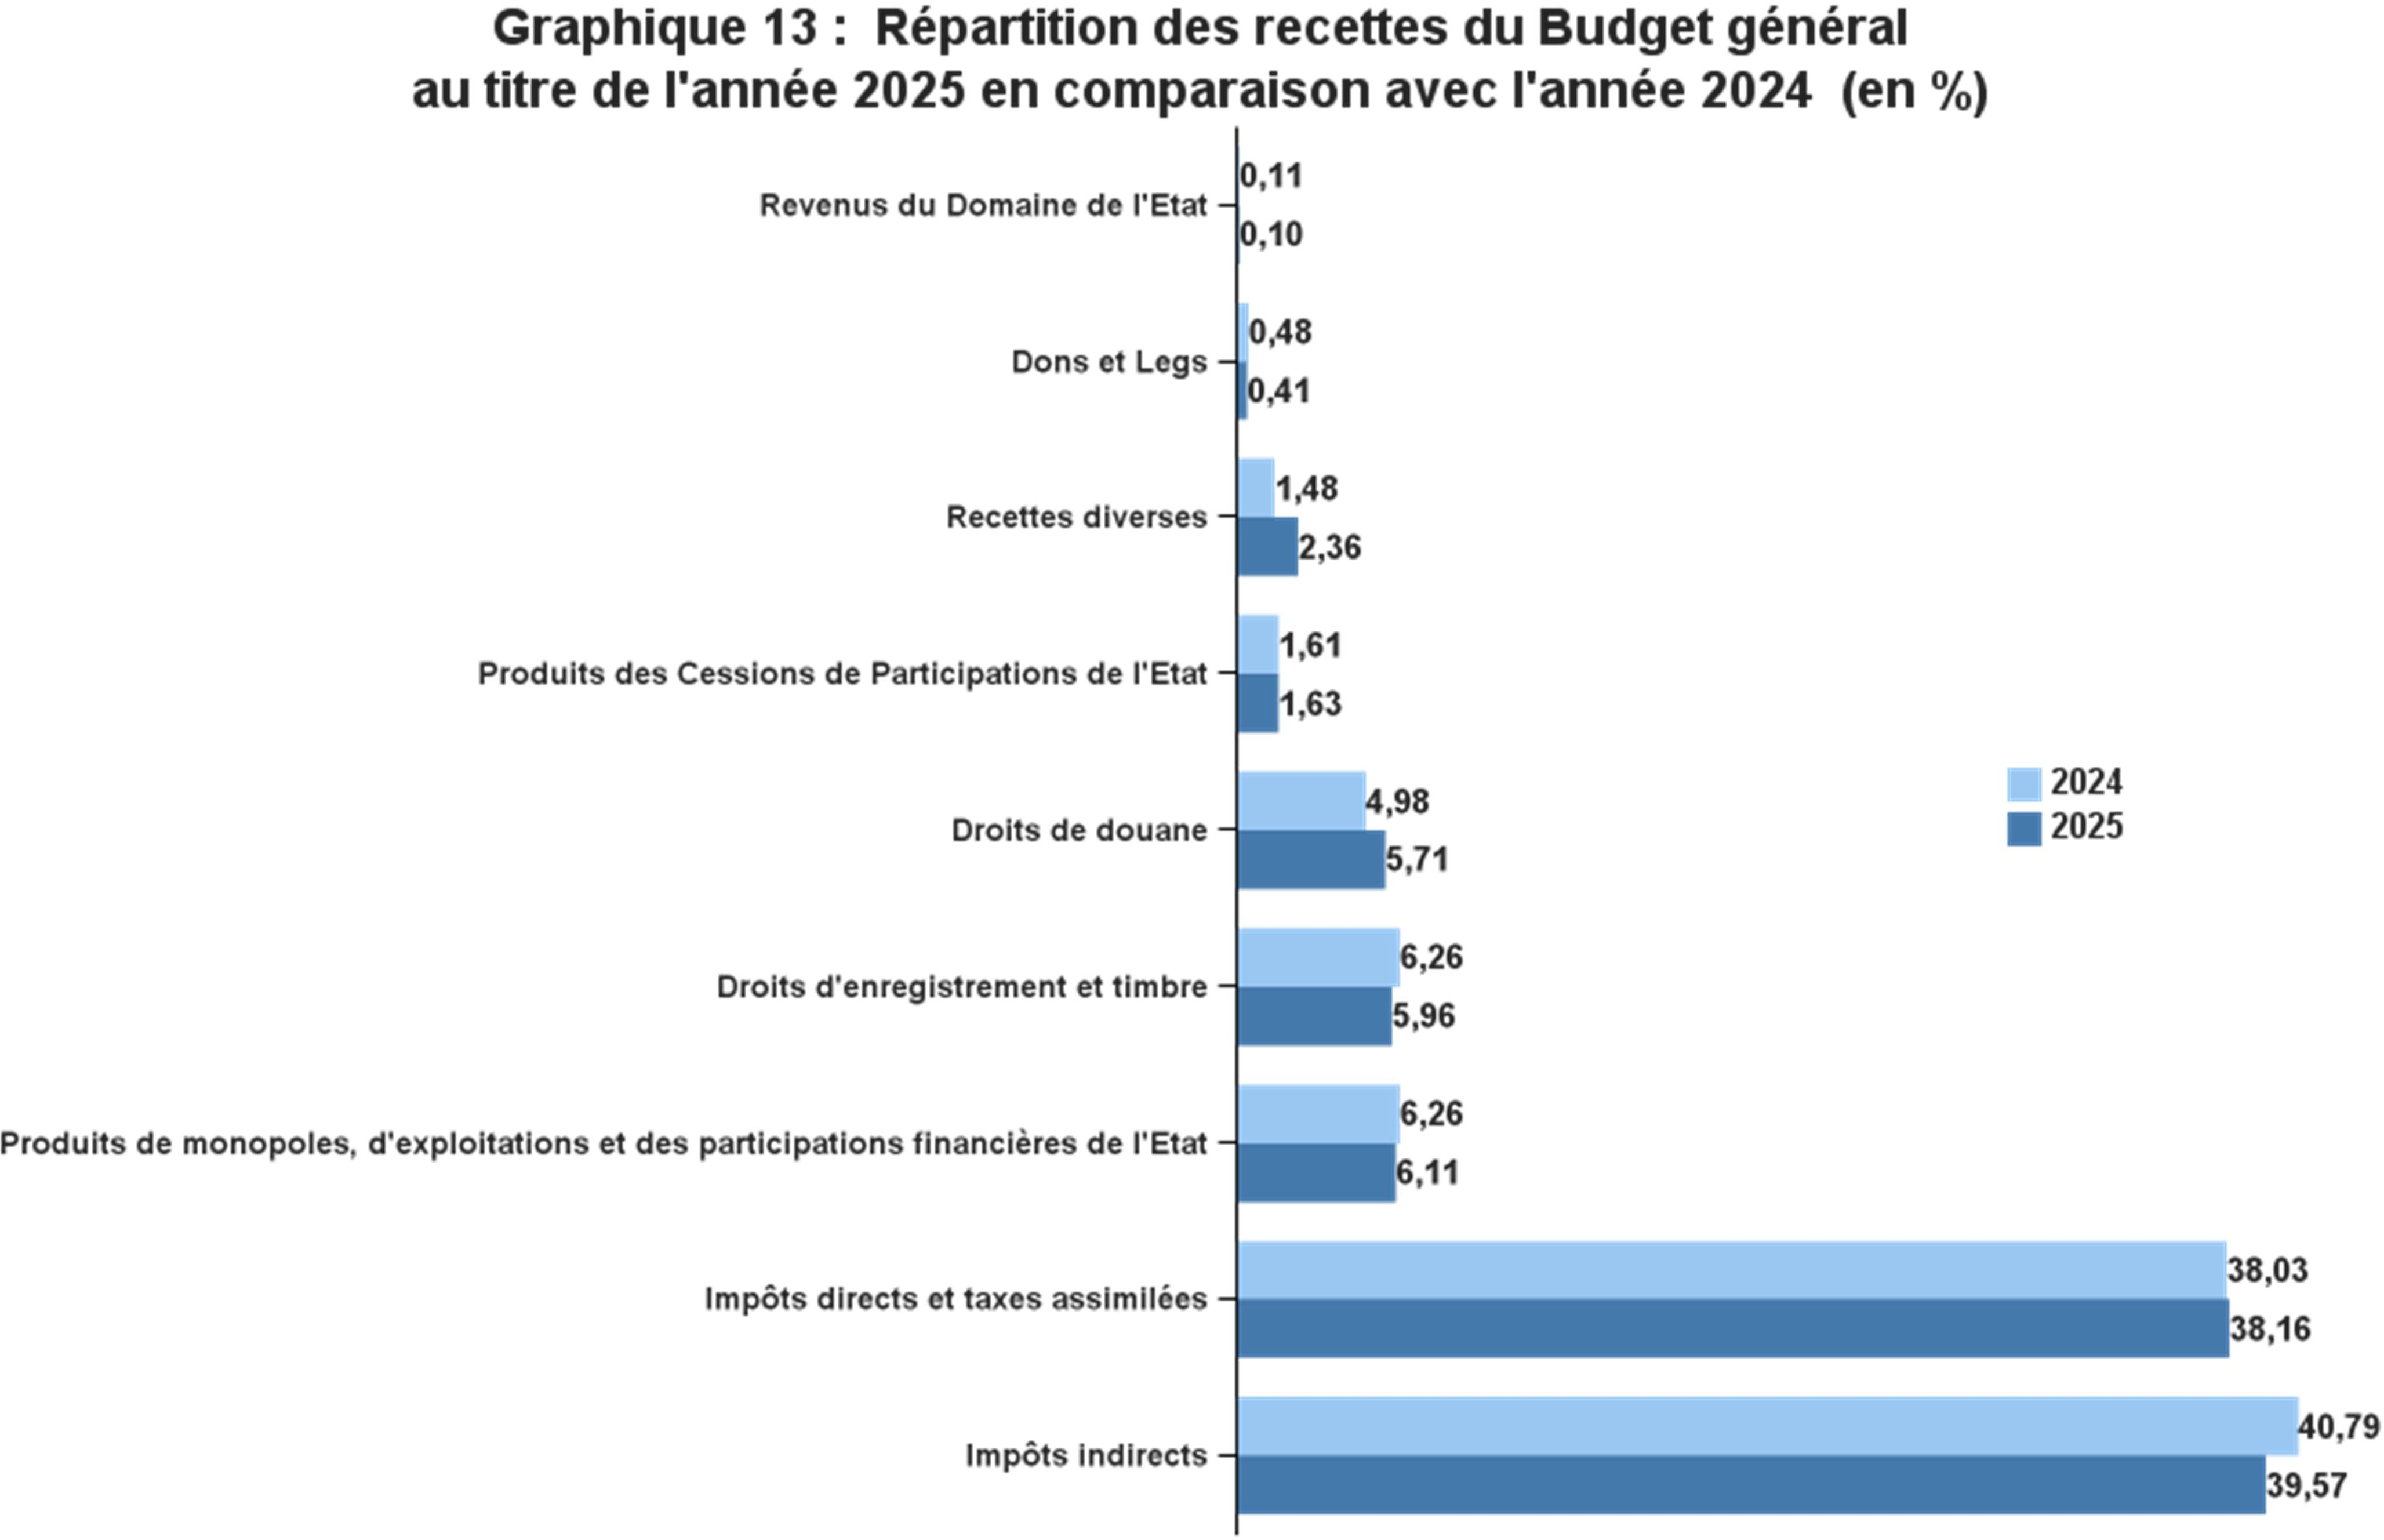 Graphique 13 :  Répartition des recettes du Budget général
au titre de l'année 2025 en comparaison avec l'année 2024  (en %)
Revenus du Domaine de l'Etat
0,11
0,10
Dons et Legs
0,48
0,41
Recettes diverses
1,48
2,36
Produits des Cessions de Participations de l'Etat
1,61
1,63
Droits de douane
4,98
5,71
2024
2025
Droits d'enregistrement et timbre
6,26
5,96
Produits de monopoles, d'exploitations et des participations financières de l'Etat
6,26
6,11
Impôts directs et taxes assimilées
38,03
38,16
Impôts indirects
40,79
39,57